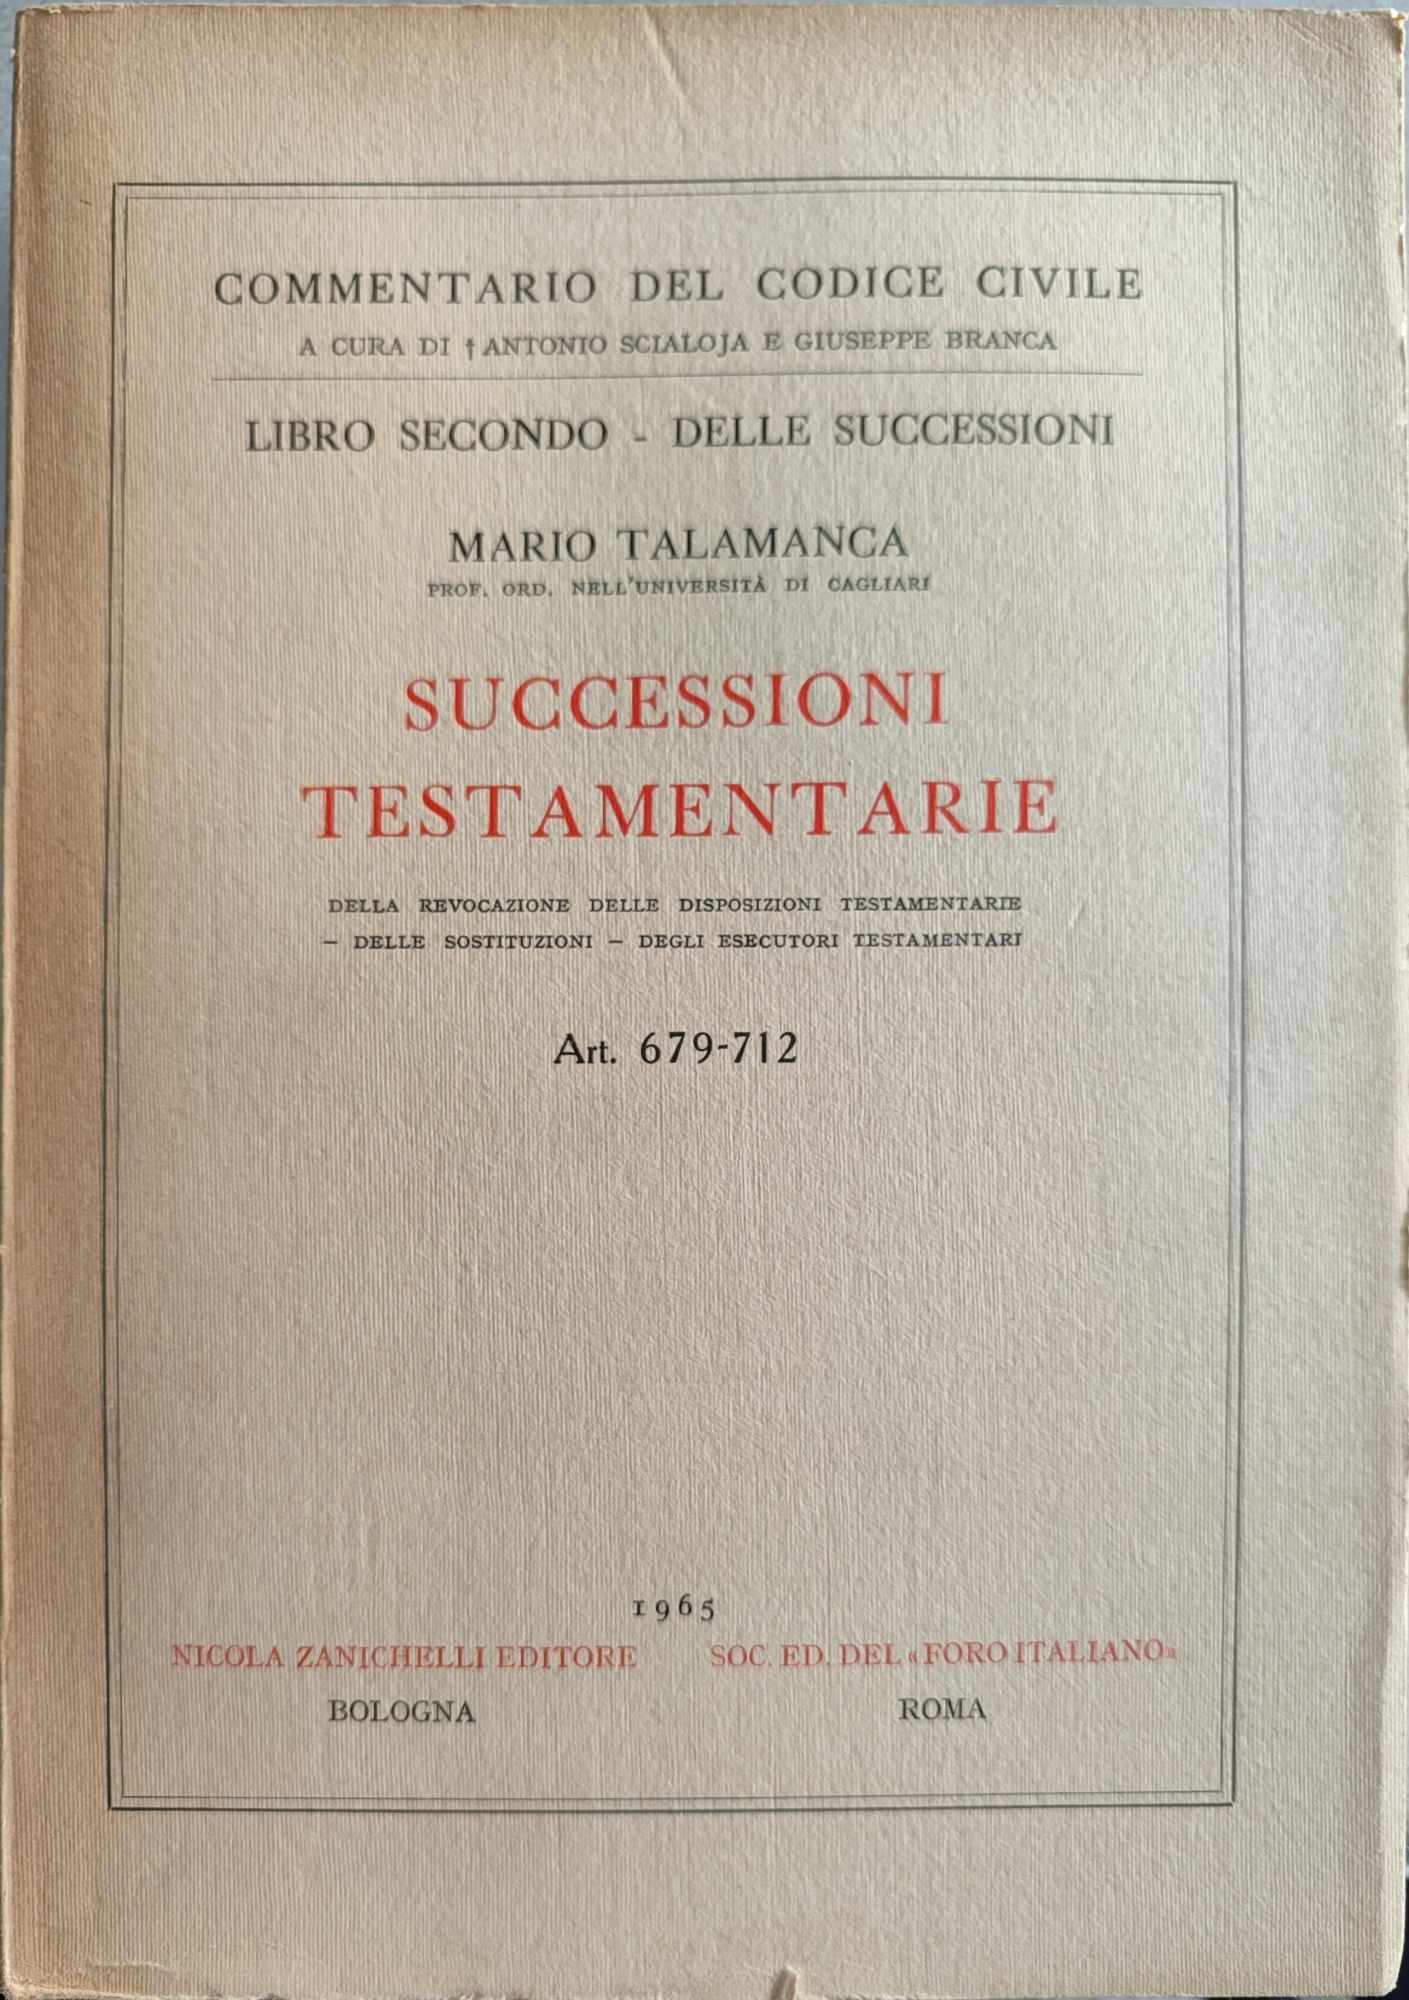 COMMENTARIO DEL CODICE CIVILE
A CURA DI † ANTONIO SCIALOJA E GIUSEPPE BRANCA
LIBRO SECONDO - DELLE SUCCESSIONI
MARIO TALAMANCA
PROF. ORD. NELL'UNIVERSITÀ DI CAGLIARI
SUCCESSIONI
TESTAMENTARIE
DELLA REVOCAZIONE DELLE DISPOSIZIONI TESTAMENTARIE
— DELLE SOSTITUZIONI — DEGLI ESECUTORI TESTAMENTARI
Art. 679-712
1965
NICOLA ZANICHELLI EDITORE SOC. ED. DEL «FORO ITALIANO»
BOLOGNA ROMA